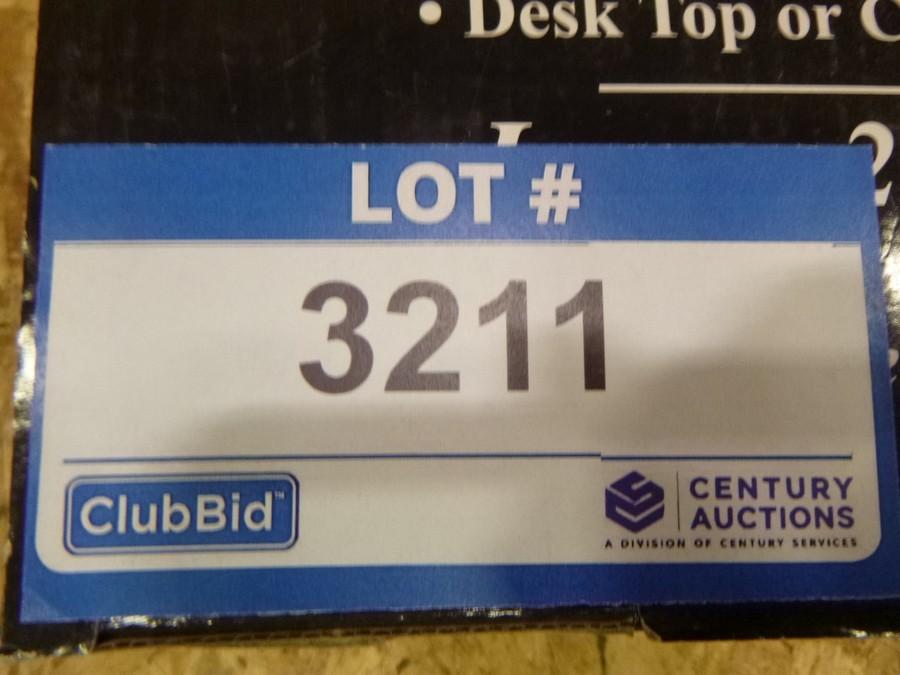 • Desk Top or
LOT #
3211
ClubBid™
CENTURY
AUCTIONS
A DIVISION OF CENTURY SERVICES